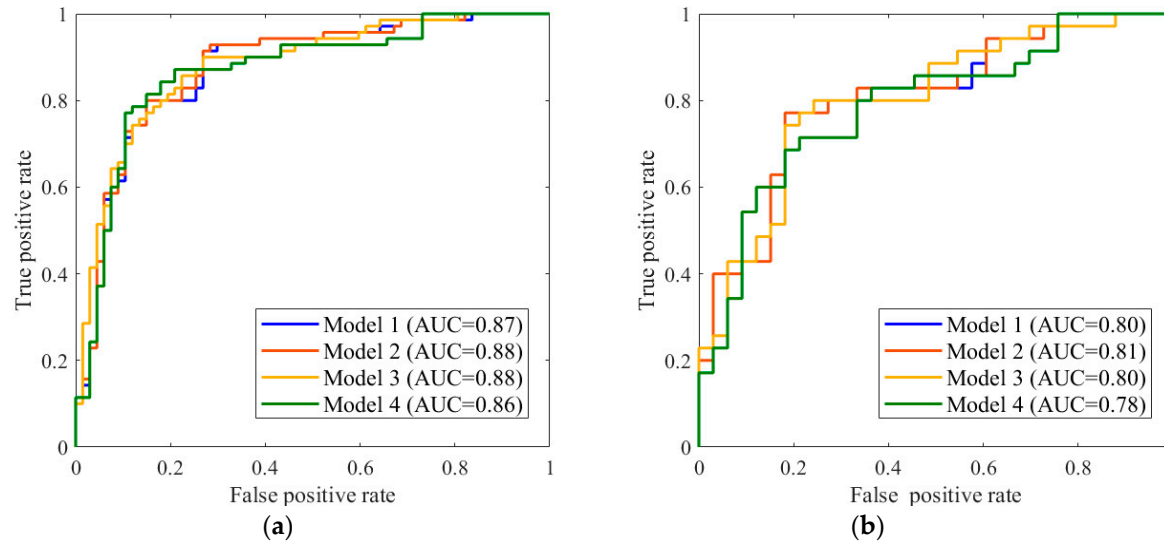 1
0.8
0.6
0.4
0.2
0
True positive rate
Model 1 (AUC=0.87)
Model 2 (AUC=0.88)
Model 3 (AUC=0.88)
Model 4 (AUC=0.86)
0 0.2 0.4 0.6 0.8 1
False positive rate
(a)
1
0.8
0.6
0.4
0.2
0
True positive rate
Model 1 (AUC=0.80)
Model 2 (AUC=0.81)
Model 3 (AUC=0.80)
Model 4 (AUC=0.78)
0 0.2 0.4 0.6 0.8
False positive rate
(b)